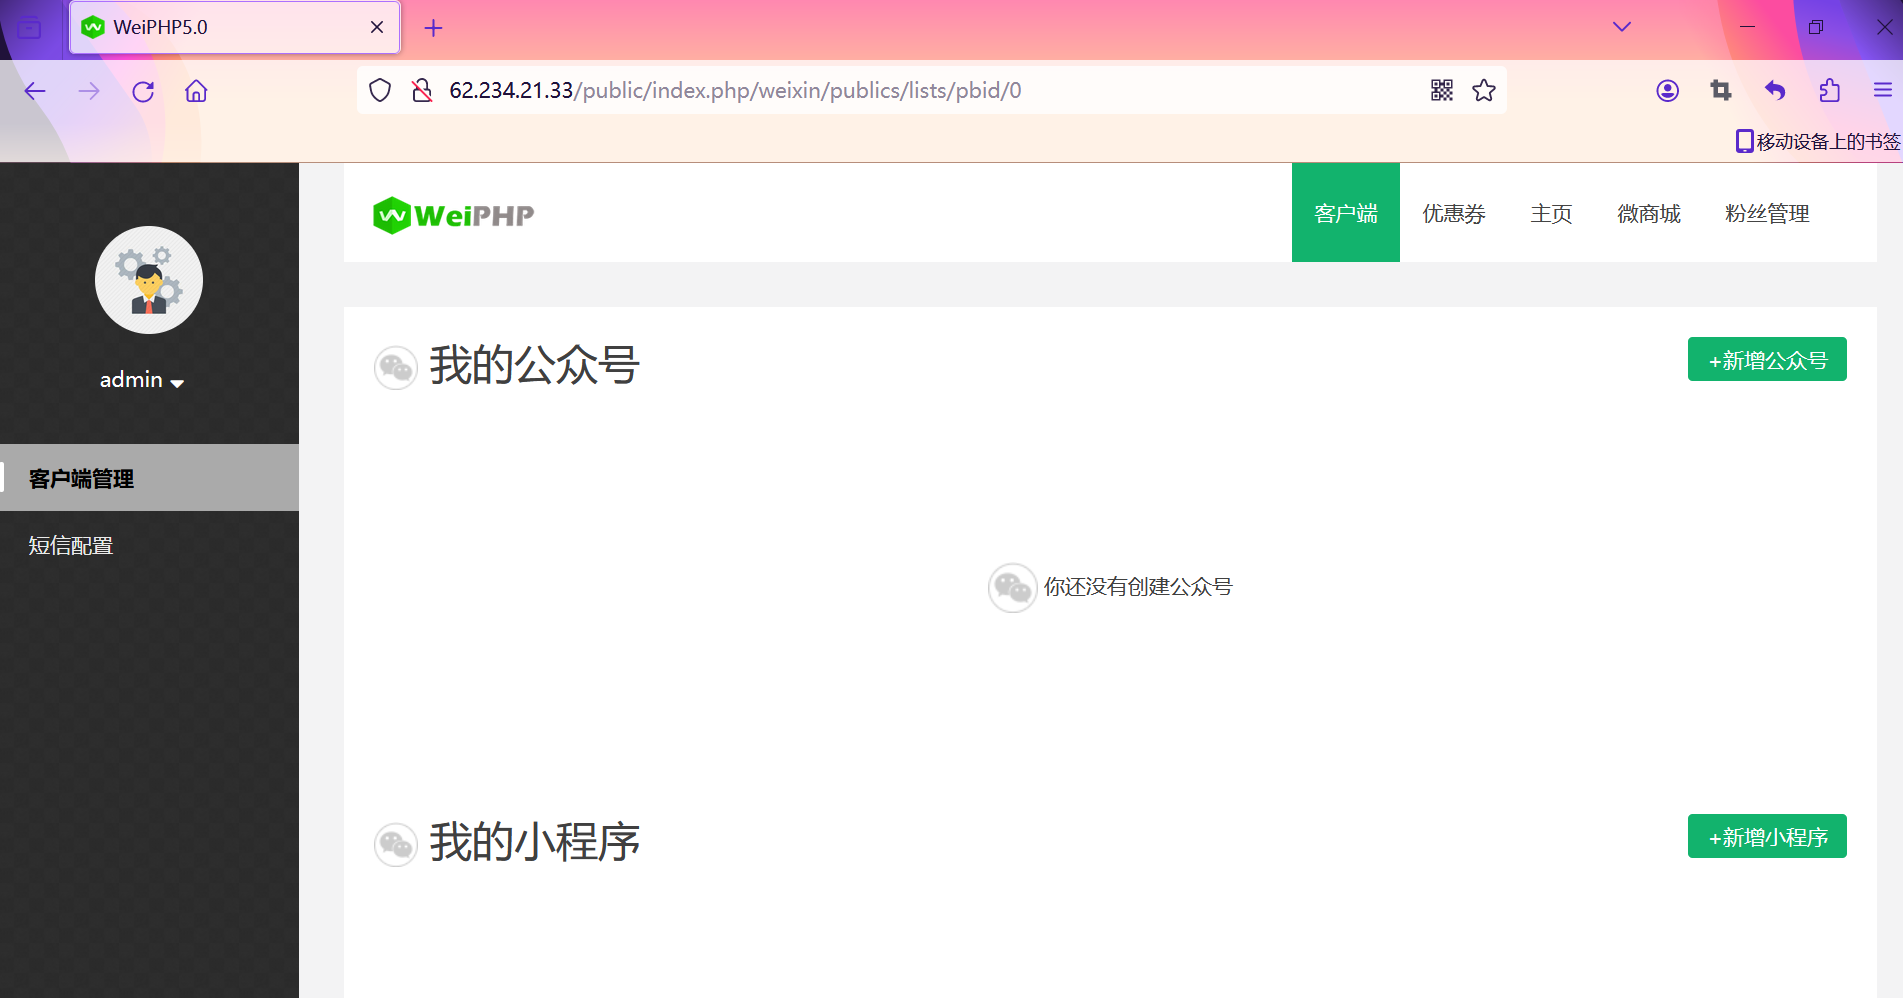 WeiPHP5.0
62.234.21.33/public/index.php/weixin/publics/lists/pbid/0
移动设备上的书签
WeiPHP
客户端 优惠券 主页 微商城 粉丝管理
admin
客户端管理
短信配置
我的公众号
+新增公众号
你还没有创建公众号
我的小程序
+新增小程序